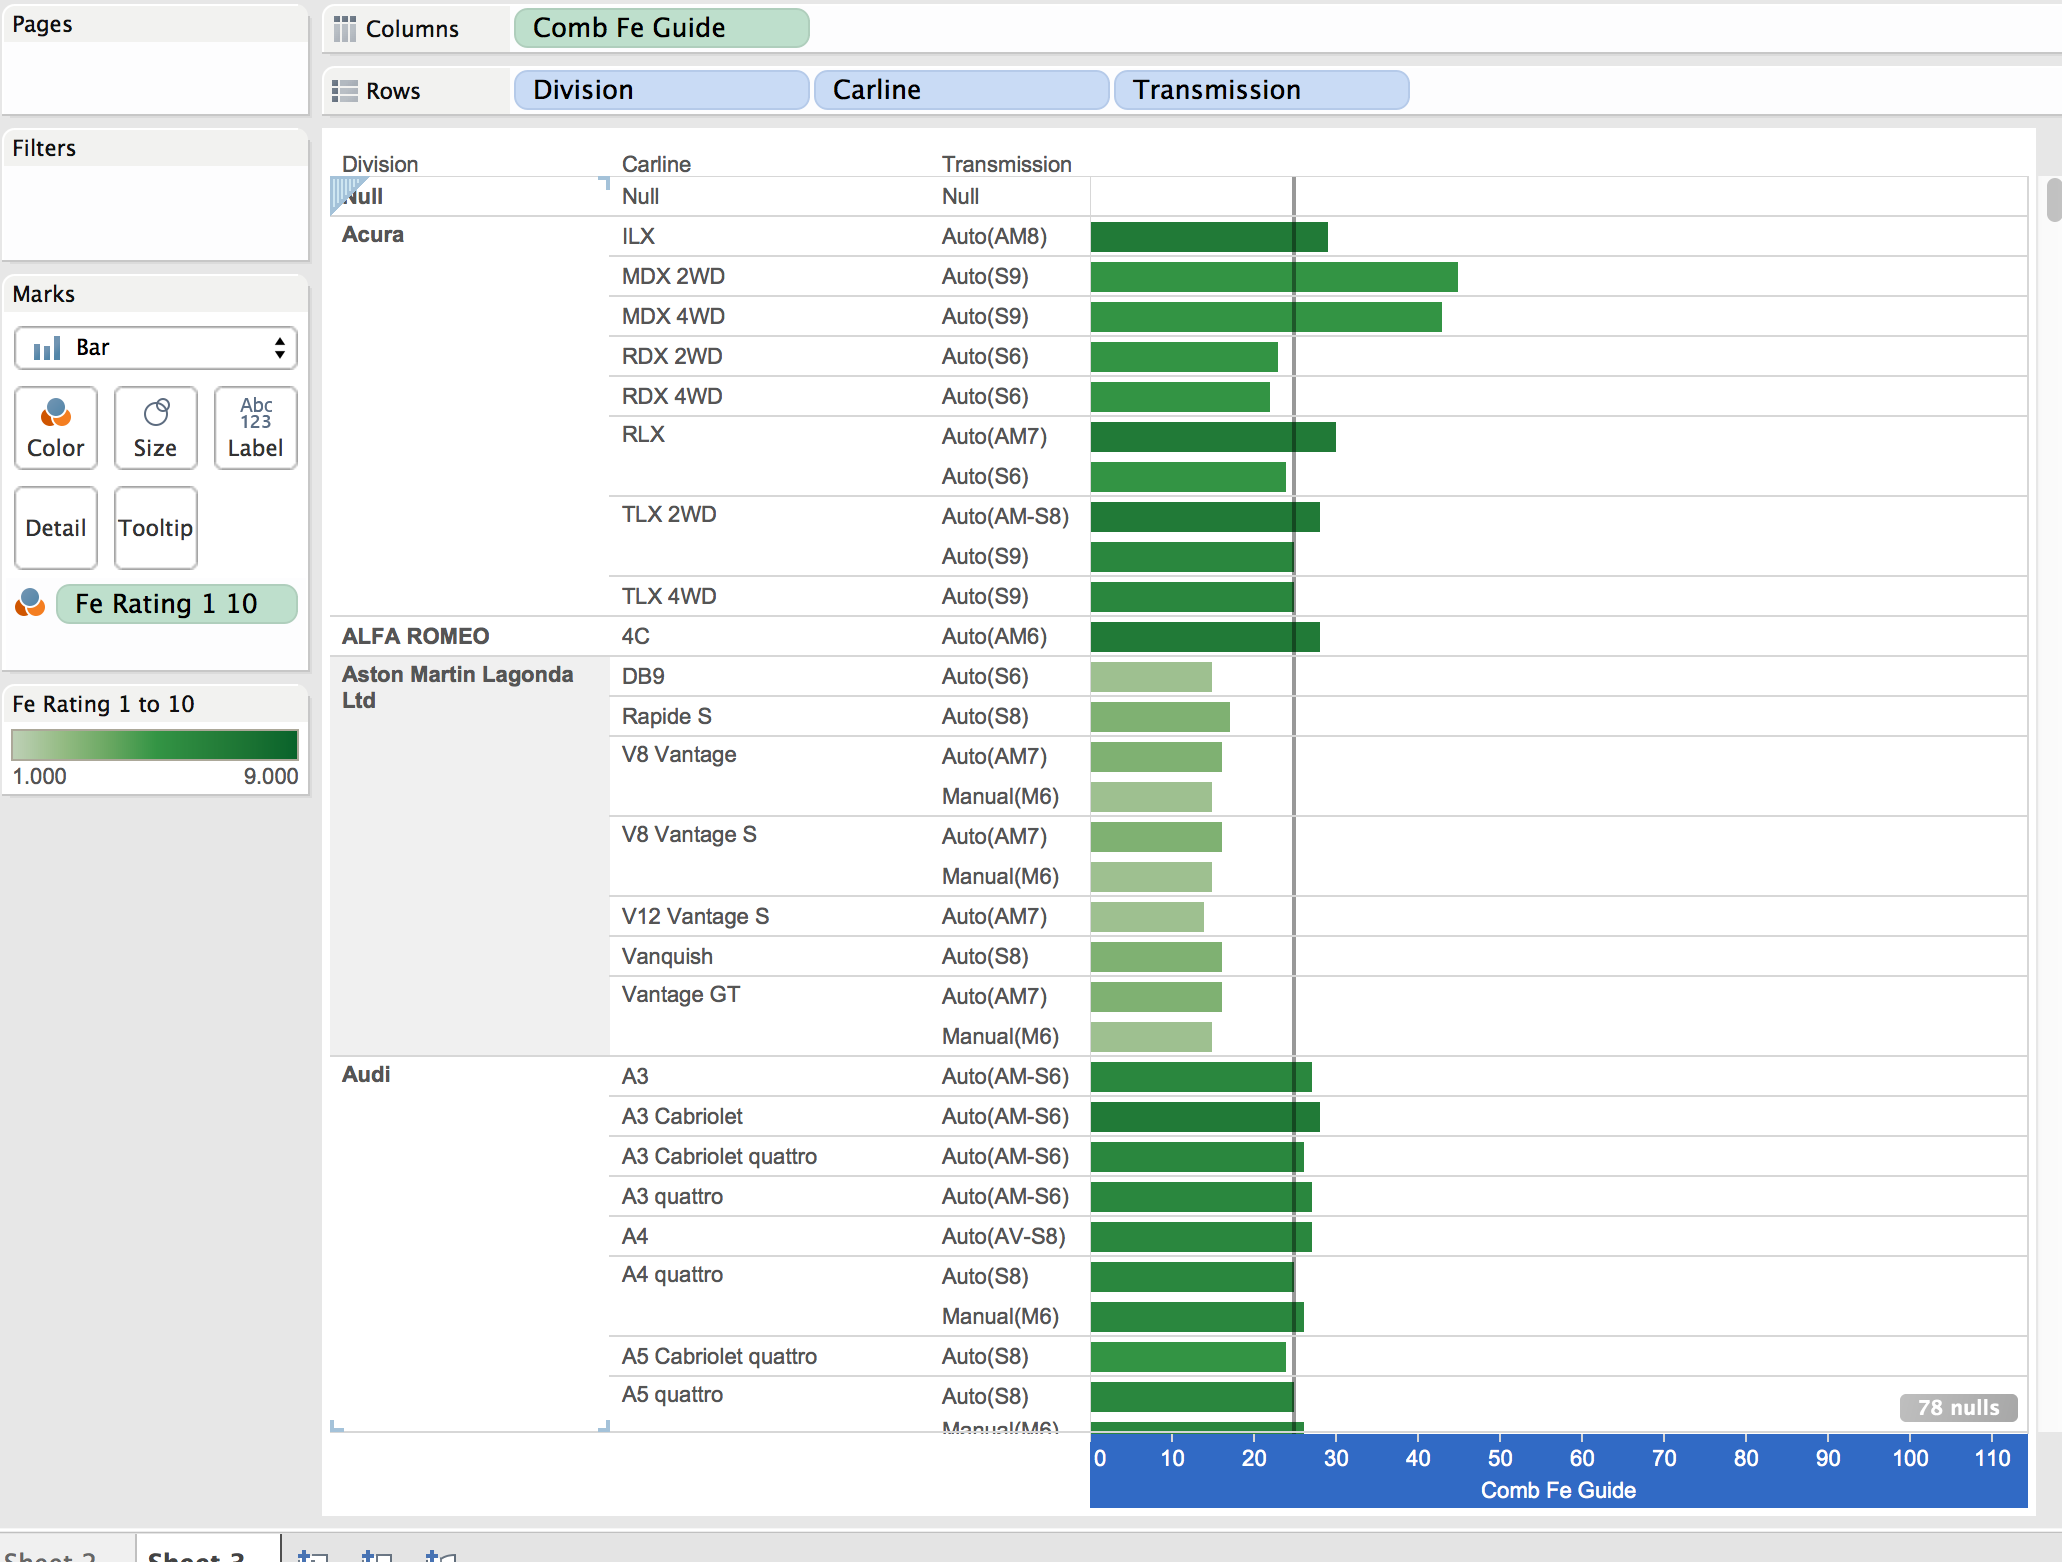 Pages
Columns
Comb Fe Guide
Rows
Division Carline Transmission
Filters
Marks
Bar
Color Size Abc 123 Label
Detail Tooltip
Fe Rating 1 10
Fe Rating 1 to 10
1.000 9.000
Division Carline Transmission
Null Null Null
Acura ILX Auto(AM8)
MDX 2WD Auto(S9)
MDX 4WD Auto(S9)
RDX 2WD Auto(S6)
RDX 4WD Auto(S6)
RLX Auto(AM7)
Auto(S6)
TLX 2WD Auto(AM-S8)
Auto(S9)
TLX 4WD Auto(S9)
ALFA ROMEO 4C Auto(AM6)
Aston Martin Lagonda
Ltd
DB9 Auto(S6)
Rapide S Auto(S8)
V8 Vantage Auto(AM7)
Manual(M6)
V8 Vantage S Auto(AM7)
Manual(M6)
V12 Vantage S Auto(AM7)
Vanquish Auto(S8)
Vantage GT Auto(AM7)
Manual(M6)
Audi A3 Auto(AM-S6)
A3 Cabriolet Auto(AM-S6)
A3 Cabriolet quattro Auto(AM-S6)
A3 quattro Auto(AM-S6)
A4 Auto(AV-S8)
A4 quattro Auto(S8)
Manual(M6)
A5 Cabriolet quattro Auto(S8)
A5 quattro Auto(S8)
Manual(M6)
78 nulls
0 10 20 30 40 50 60 70 80 90 100 110
Comb Fe Guide
Sheet 2 Sheet 3